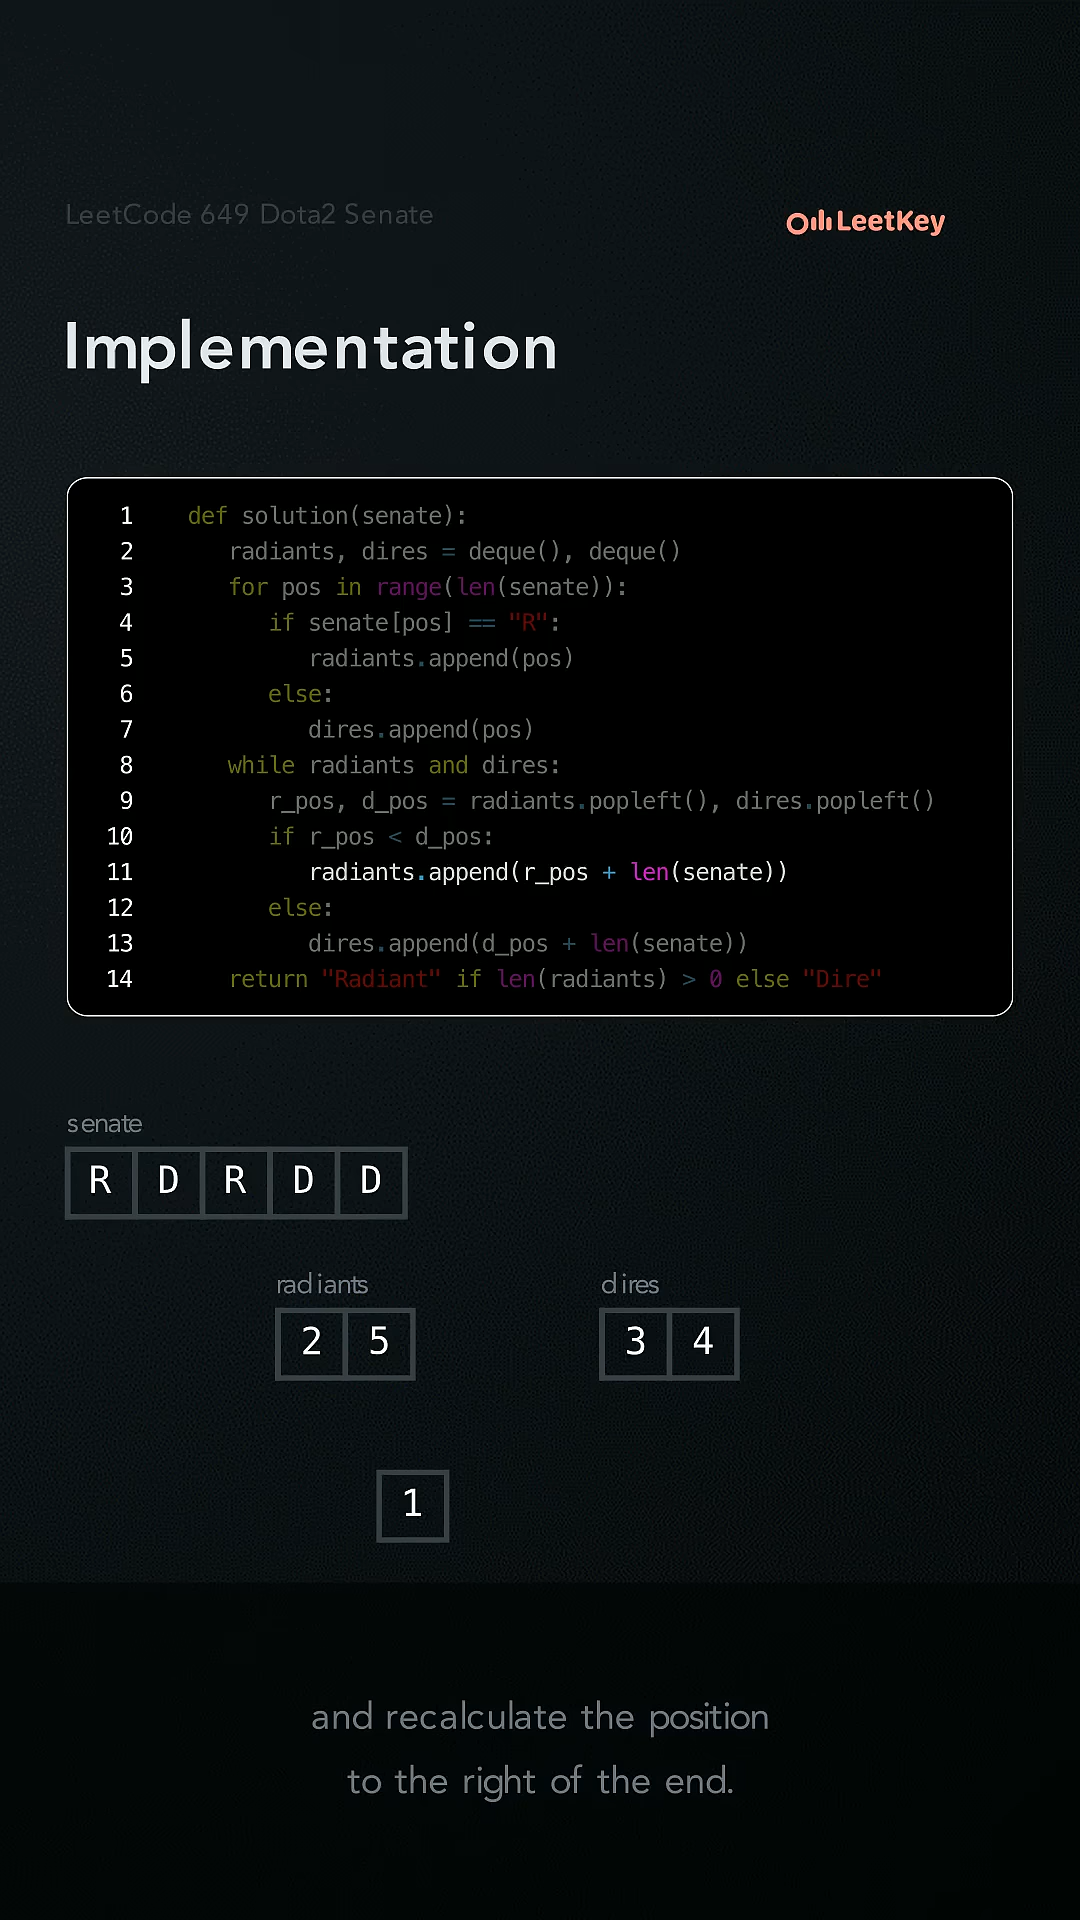 LeetCode 649 Dota2 Senate
LeetKey
Implementation
1 def solution(senate):
2 radiants, dires = deque(), deque()
3 for pos in range(len(senate)):
4 if senate[pos] == "R":
5 radiants.append(pos)
6 else:
7 dires.append(pos)
8 while radiants and dires:
9 r_pos, d_pos = radiants.popleft(), dires.popleft()
10 if r_pos < d_pos:
11 radiants.append(r_pos + len(senate))
12 else:
13 dires.append(d_pos + len(senate))
14 return "Radiant" if len(radiants) > 0 else "Dire"
senate
R D R D D
radiants dires
2 5 3 4
1
and recalculate the position
to the right of the end.